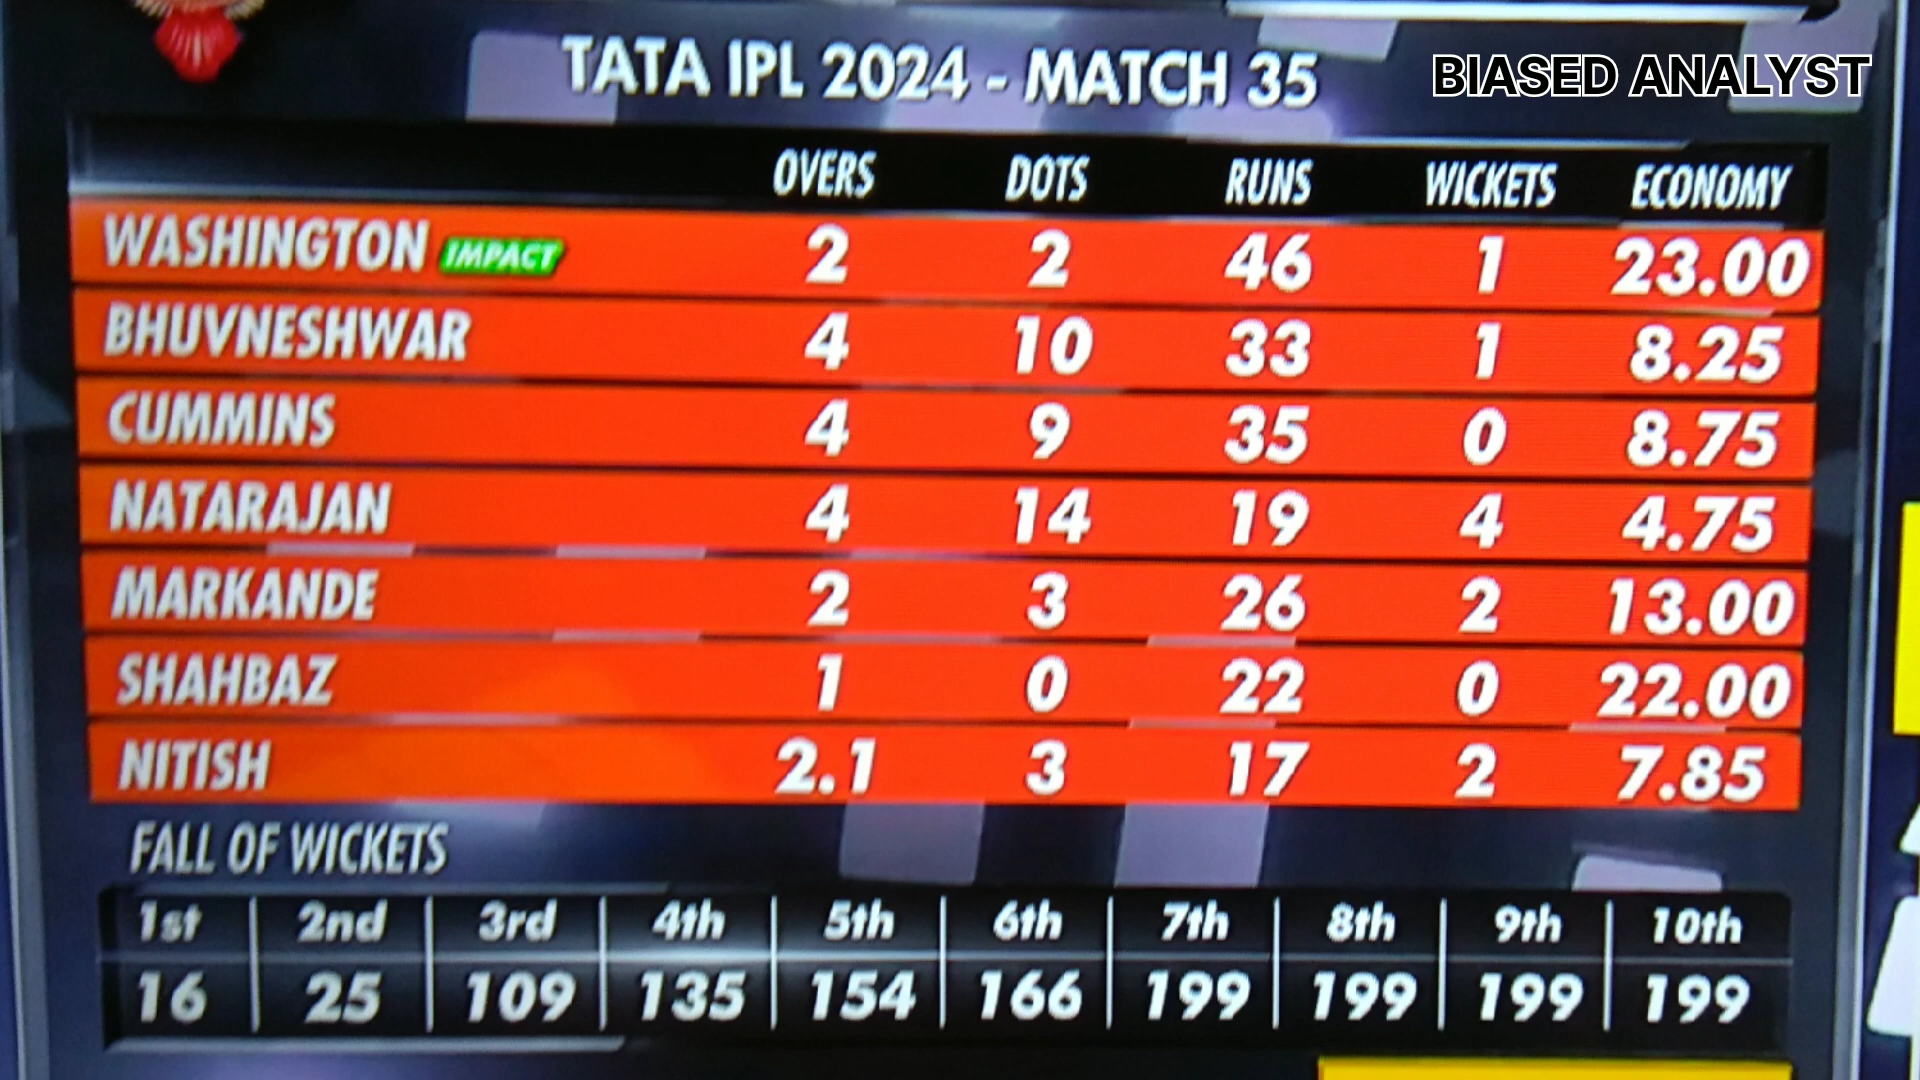 TATA IPL 2024 - MATCH 35
BIASED ANALYST
OVERS DOTS RUNS WICKETS ECONOMY
WASHINGTON IMPACT 2 2 46 1 23.00
BHUVNESHWAR 4 10 33 1 8.25
CUMMINS 4 9 35 0 8.75
NATARAJAN 4 14 19 4 4.75
MARKANDE 2 3 26 2 13.00
SHAHBAZ 1 0 22 0 22.00
NITISH 2.1 3 17 2 7.85
FALL OF WICKETS
1st 2nd 3rd 4th 5th 6th 7th 8th 9th 10th
16 25 109 135 154 166 199 199 199 199